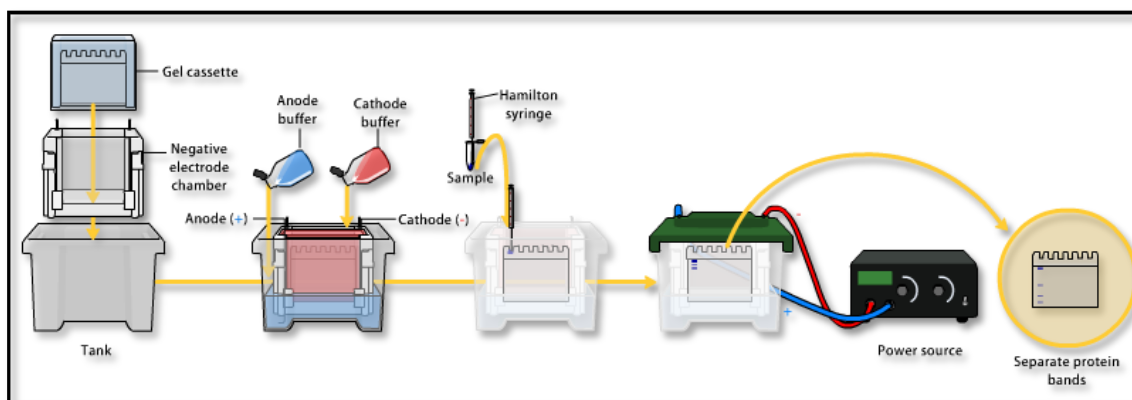 Gel cassette
Negative
electrode
chamber
Tank
Anode
buffer
Cathode
buffer
Anode (+)
Cathode (-)
Hamilton
syringe
Sample
-
+
Power source
Separate protein
bands